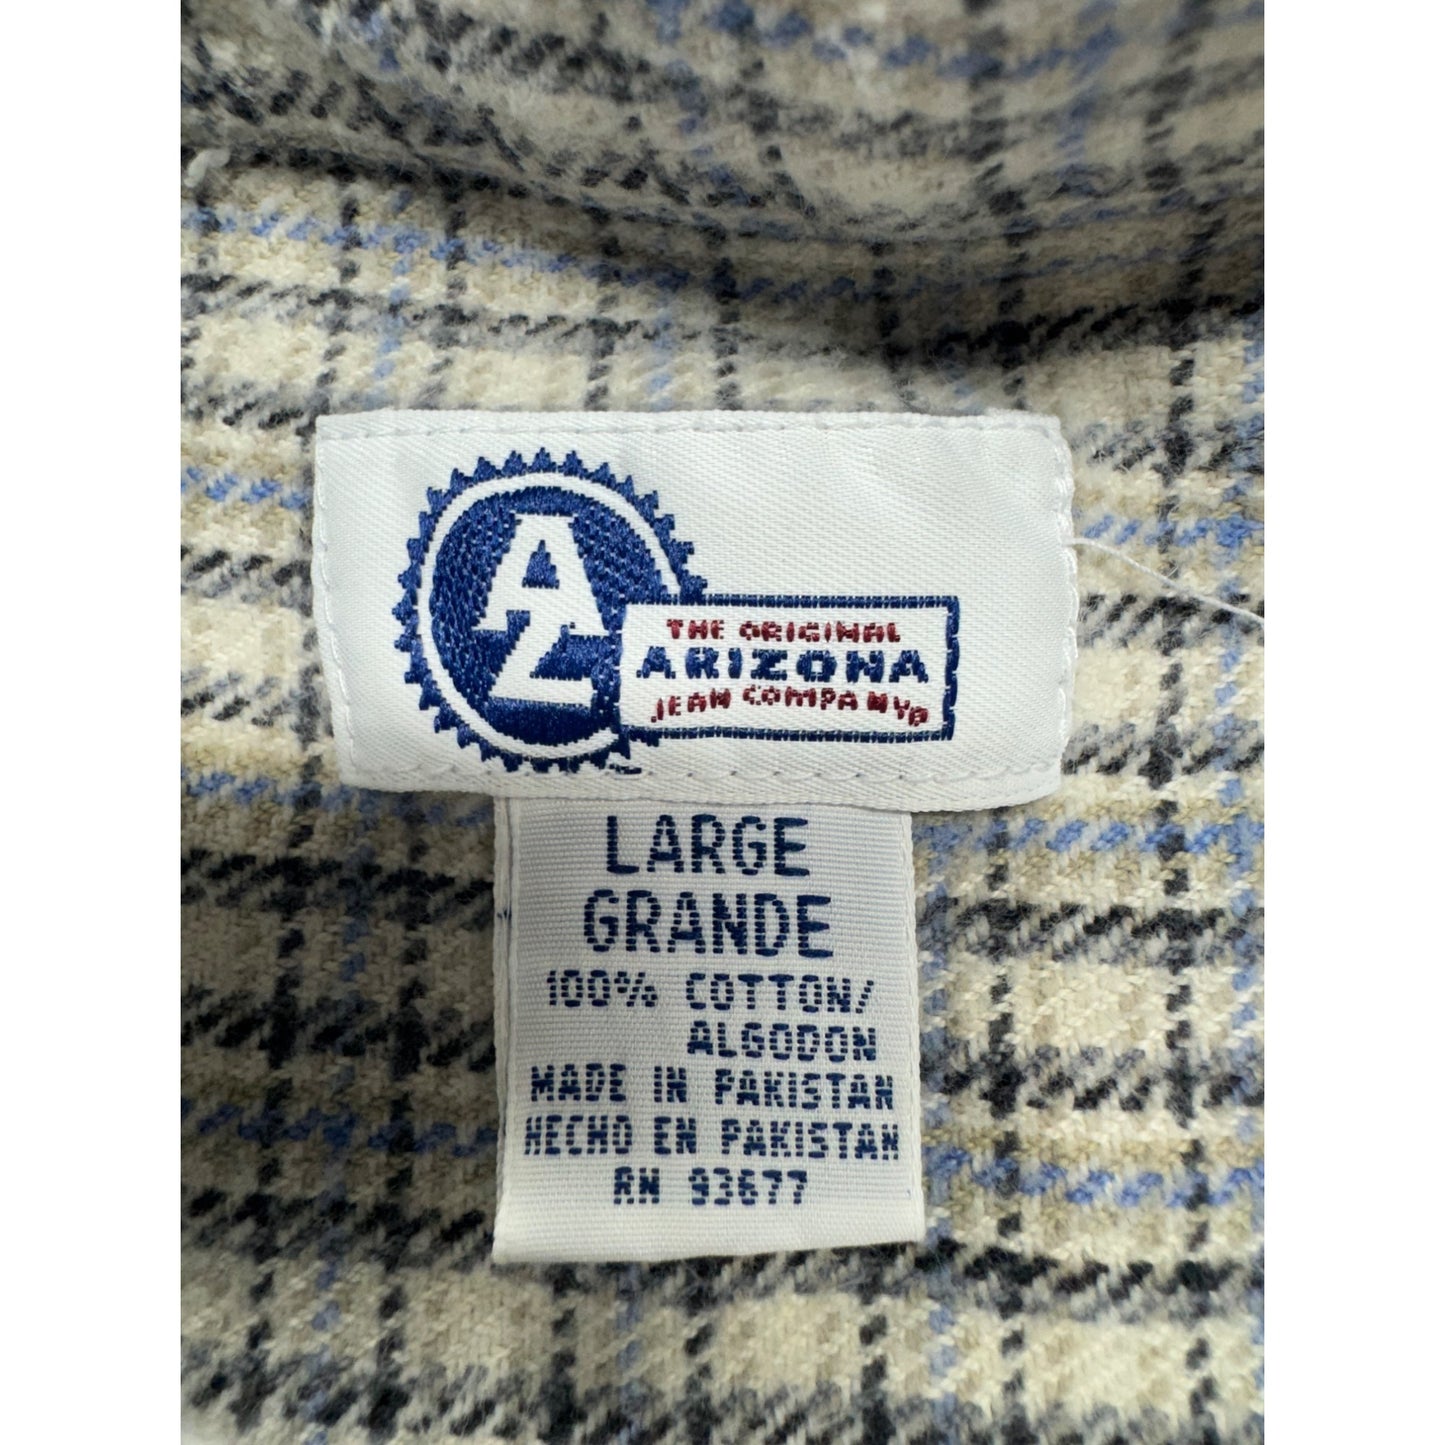 AZ
THE ORIGINAL
ARIZONA
JEAN COMPANY®
LARGE
GRANDE
100% COTTON/
ALGODON
MADE IN PAKISTAN
HECHO EN PAKISTAN
RN 93677